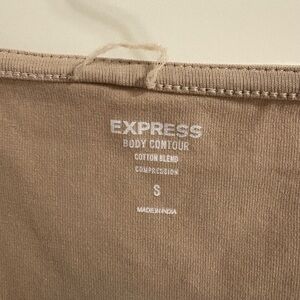 EXPRESS
BODY CONTOUR
COTTON BLEND
COMPRESSION
S
MADE IN INDIA